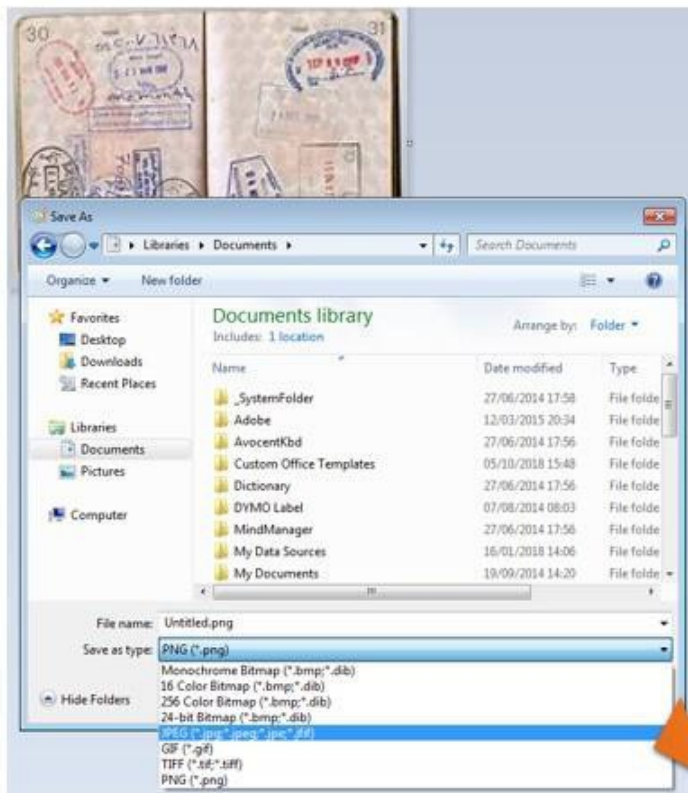 30
31
SEP
Save As
Libraries ▸ Documents ▸
Search Documents
Organize
New folder
Favorites
Desktop
Downloads
Recent Places
Libraries
Documents
Pictures
Computer
Documents library
Includes: 1 location
Arrange by: Folder
Name Date modified Type
_SystemFolder 27/06/2014 17:58 File folde
Adobe 12/03/2015 20:34 File folde
AvocentKbd 27/06/2014 17:56 File folde
Custom Office Templates 05/10/2018 15:48 File folde
Dictionary 27/06/2014 17:56 File folde
DYMO Label 07/08/2014 08:03 File folde
MindManager 27/06/2014 17:56 File folde
My Data Sources 16/01/2018 14:06 File folde
My Documents 19/09/2014 14:20 File folde
File name: Untitled.png
Save as type: PNG (*.png)
Monochrome Bitmap (*.bmp;*.dib)
16 Color Bitmap (*.bmp;*.dib)
256 Color Bitmap (*.bmp;*.dib)
24-bit Bitmap (*.bmp;*.dib)
JPEG (*.jpg;*.jpeg;*.jpe;*.jfif)
GIF (*.gif)
TIFF (*.tif;*.tiff)
PNG (*.png)
Hide Folders